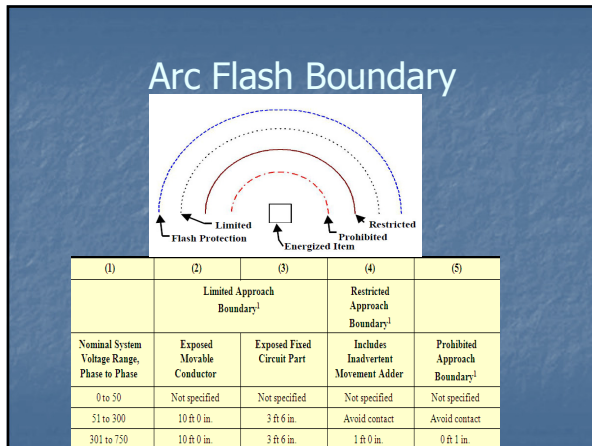 Arc Flash Boundary
Limited
Restricted
Flash Protection
Prohibited
Energized Item
(1) (2) (3) (4) (5)
Limited Approach
Boundary1
Restricted
Approach
Boundary1
Nominal System
Voltage Range,
Phase to Phase
Exposed
Movable
Conductor
Exposed Fixed
Circuit Part
Includes
Inadvertent
Movement Adder
Prohibited
Approach
Boundary1
0 to 50 Not specified Not specified Not specified Not specified
51 to 300 10 ft 0 in. 3 ft 6 in. Avoid contact Avoid contact
301 to 750 10 ft 0 in. 3 ft 6 in. 1 ft 0 in. 0 ft 1 in.